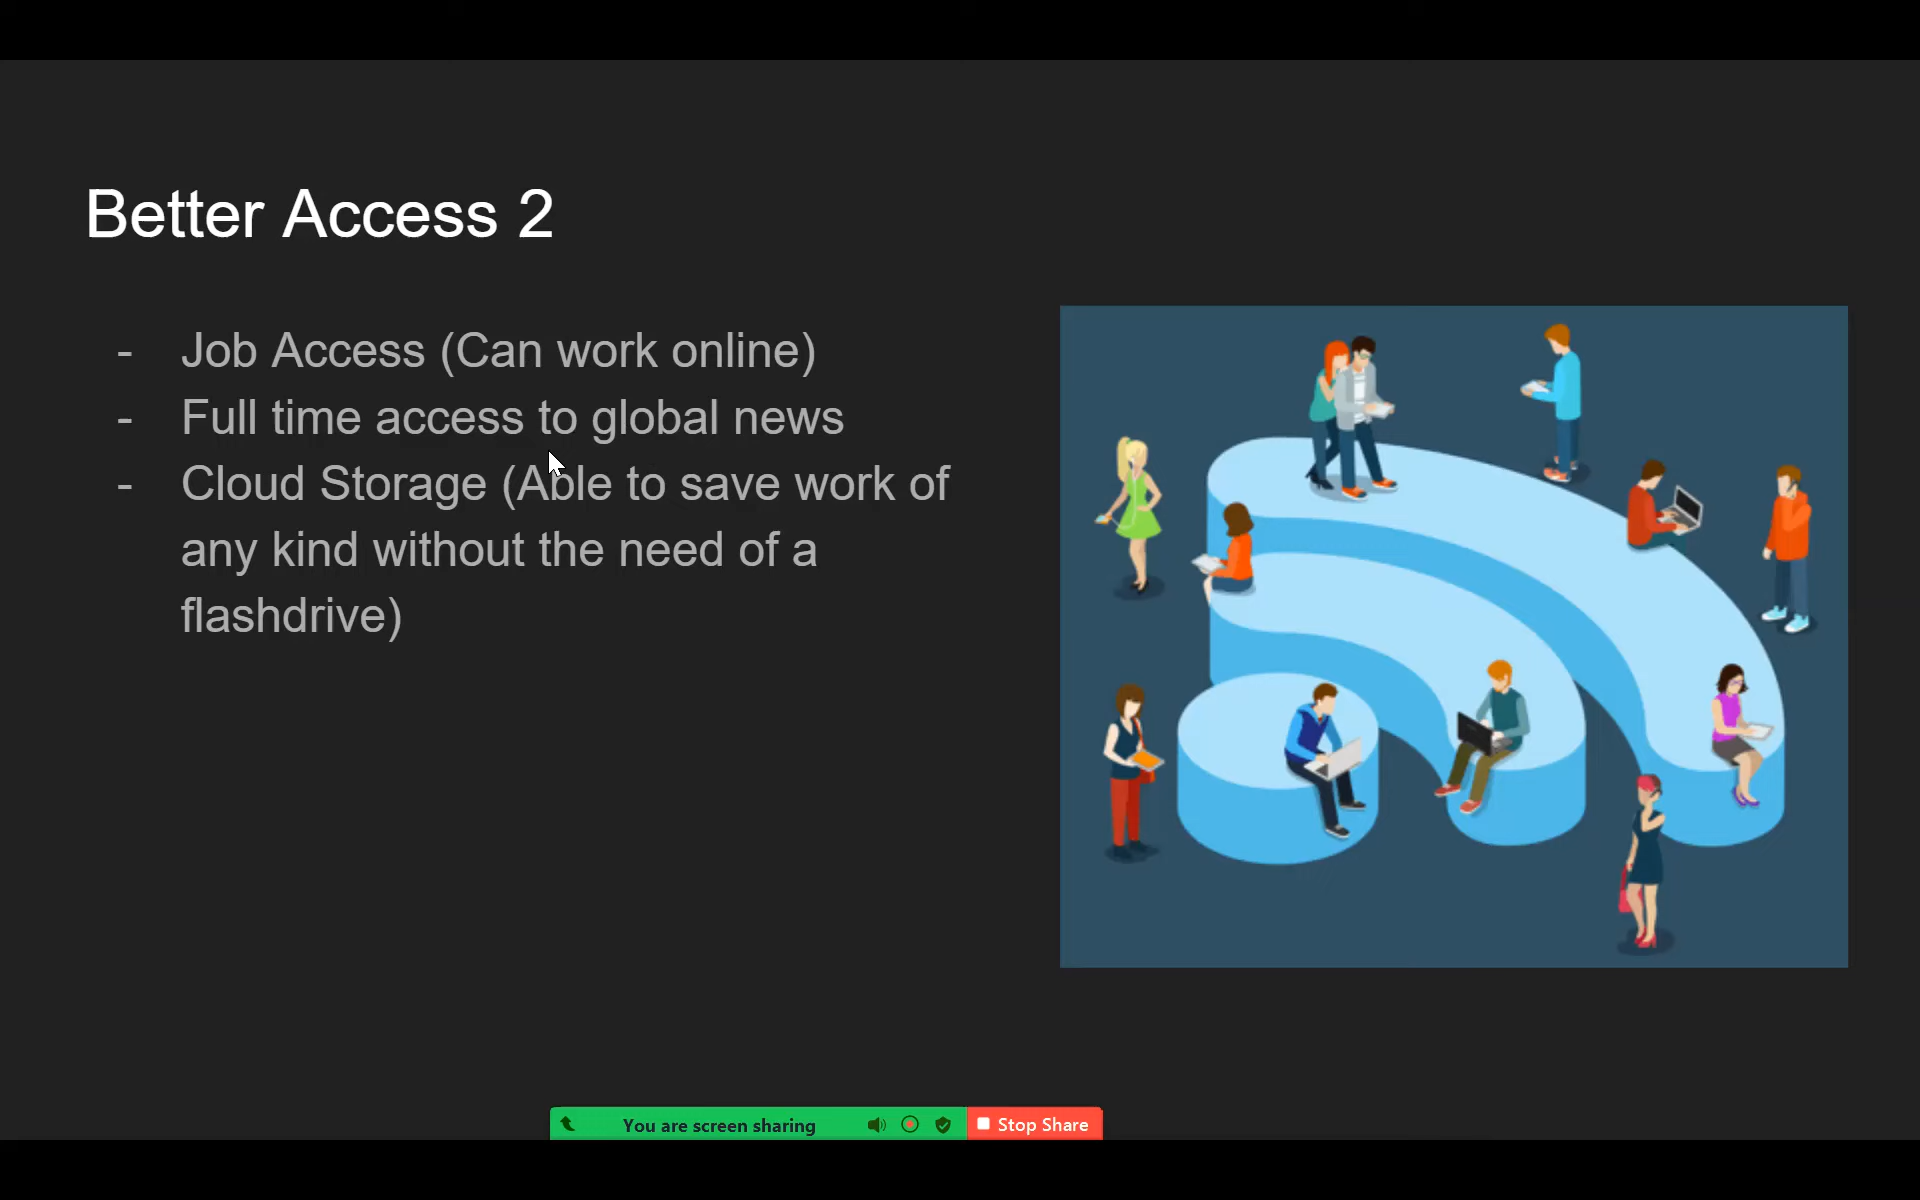 Better Access 2
- Job Access (Can work online)
- Full time access to global news
- Cloud Storage (Able to save work of
any kind without the need of a
flashdrive)
You are screen sharing
Stop Share